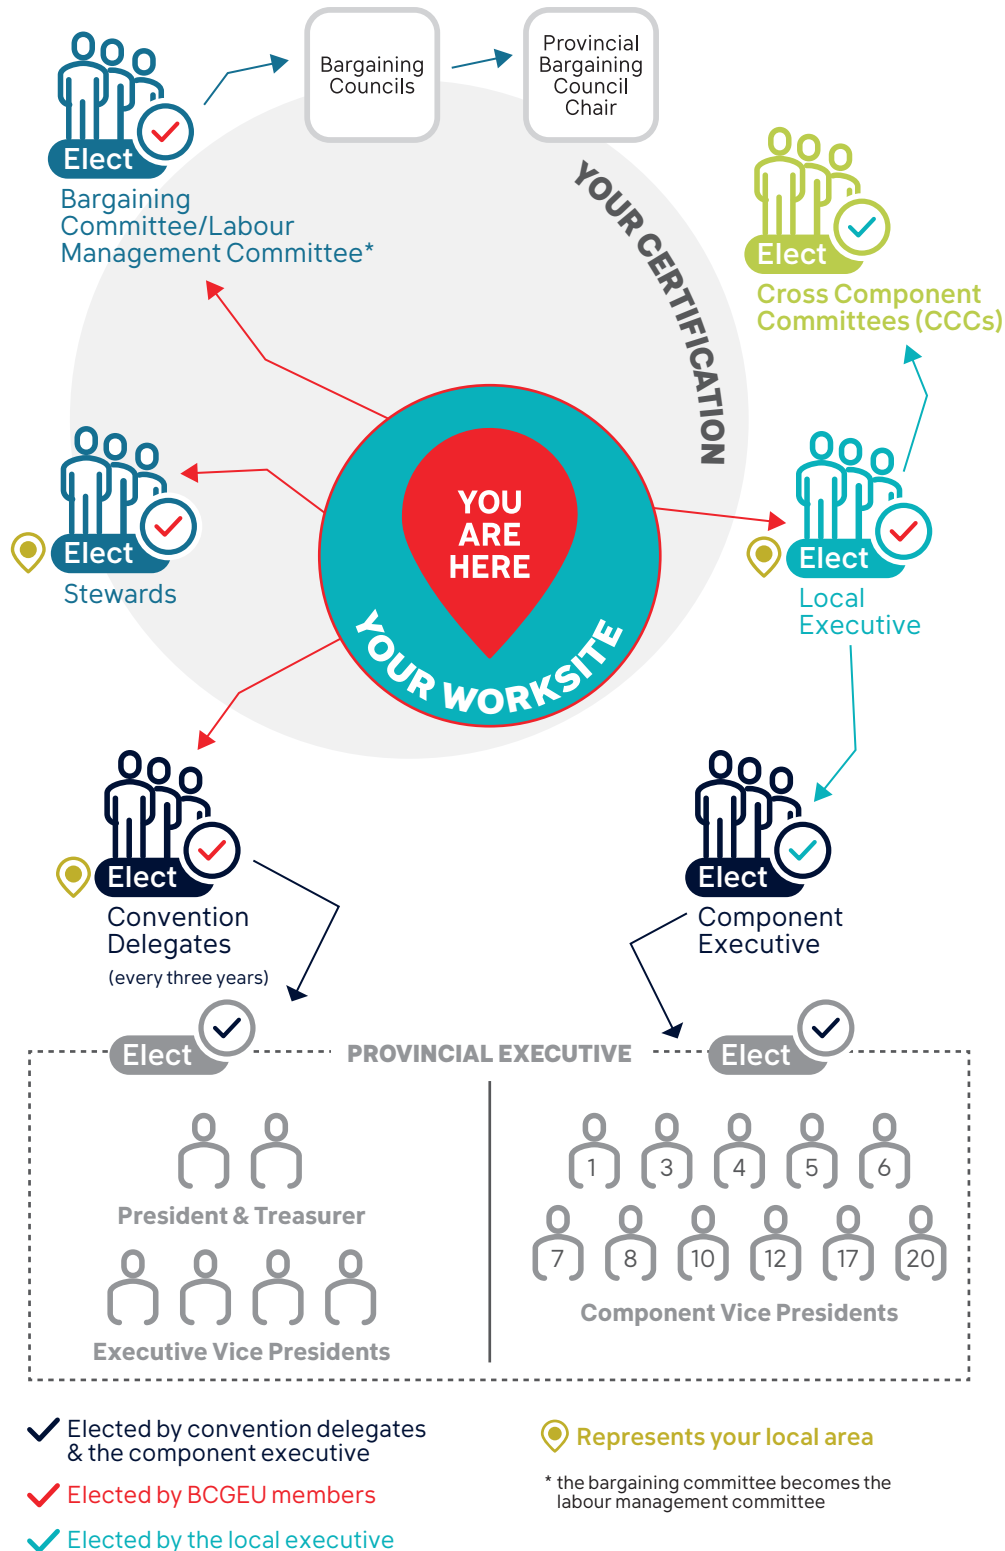 Bargaining
Councils
Provincial
Bargaining
Council
Chair
Elect
Bargaining
Committee/Labour
Management Committee*
YOUR CERTIFICATION
Elect
Cross Component
Committees (CCCs)
YOU
ARE
HERE
YOUR WORKSITE
Elect
Stewards
Elect
Local
Executive
Elect
Convention
Delegates
(every three years)
Elect
Component
Executive
Elect
PROVINCIAL EXECUTIVE
Elect
President & Treasurer
Executive Vice Presidents
1 3 4 5 6
7 8 10 12 17 20
Component Vice Presidents
Elected by convention delegates
& the component executive
Elected by BCGEU members
Elected by the local executive
Represents your local area
* the bargaining committee becomes the
labour management committee